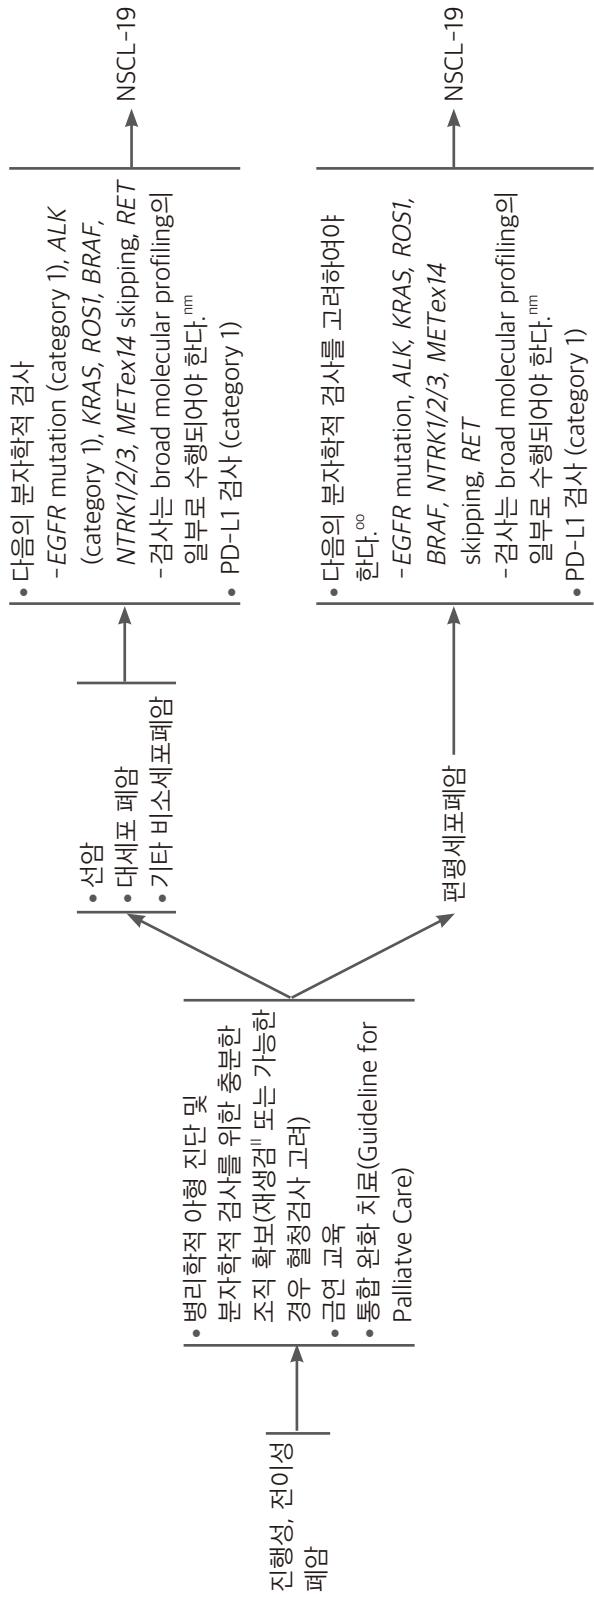 진행성, 전이성
폐암
• 병리학적 아형 진단 및
분자학적 검사를 위한 충분한
조직 확보(재생검ll 또는 가능한
경우 혈청검사 고려)
• 금연 교육
• 통합 완화 치료(Guideline for
Palliatve Care)
• 선암
• 대세포 폐암
• 기타 비소세포폐암
• 다음의 분자학적 검사
- EGFR mutation (category 1), ALK
(category 1), KRAS, ROS1, BRAF,
NTRK1/2/3, METex14 skipping, RET
- 검사는 broad molecular profiling의
일부로 수행되어야 한다.nm
• PD-L1 검사 (category 1)
NSCL-19
편평세포폐암
• 다음의 분자학적 검사를 고려하여야
한다.oo
- EGFR mutation, ALK, KRAS, ROS1,
BRAF, NTRK1/2/3, METex14
skipping, RET
- 검사는 broad molecular profiling의
일부로 수행되어야 한다.nm
• PD-L1 검사 (category 1)
NSCL-19